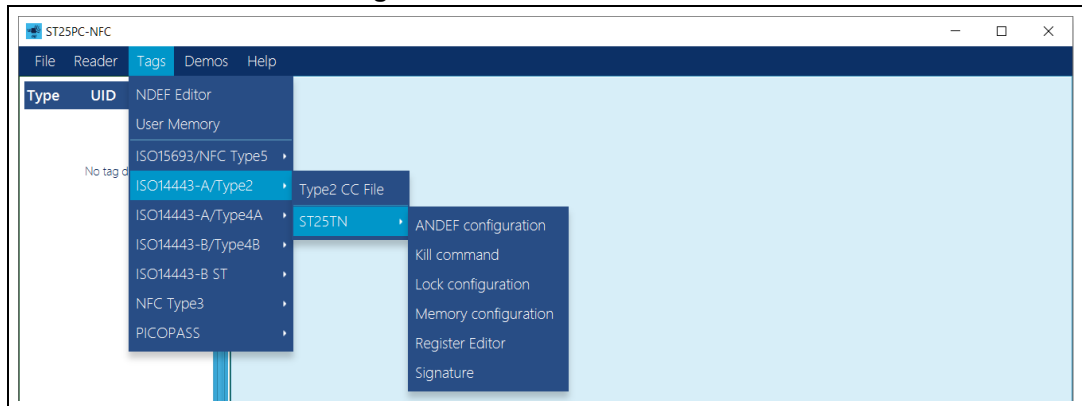 ST25PC-NFC
File Reader Tags Demos Help
Type UID
No tag d
NDEF Editor
User Memory
ISO15693/NFC Type5
ISO14443-A/Type2
ISO14443-A/Type4A
ISO14443-B/Type4B
ISO14443-B ST
NFC Type3
PICOPASS
Type2 CC File
ST25TN
ANDEF configuration
Kill command
Lock configuration
Memory configuration
Register Editor
Signature